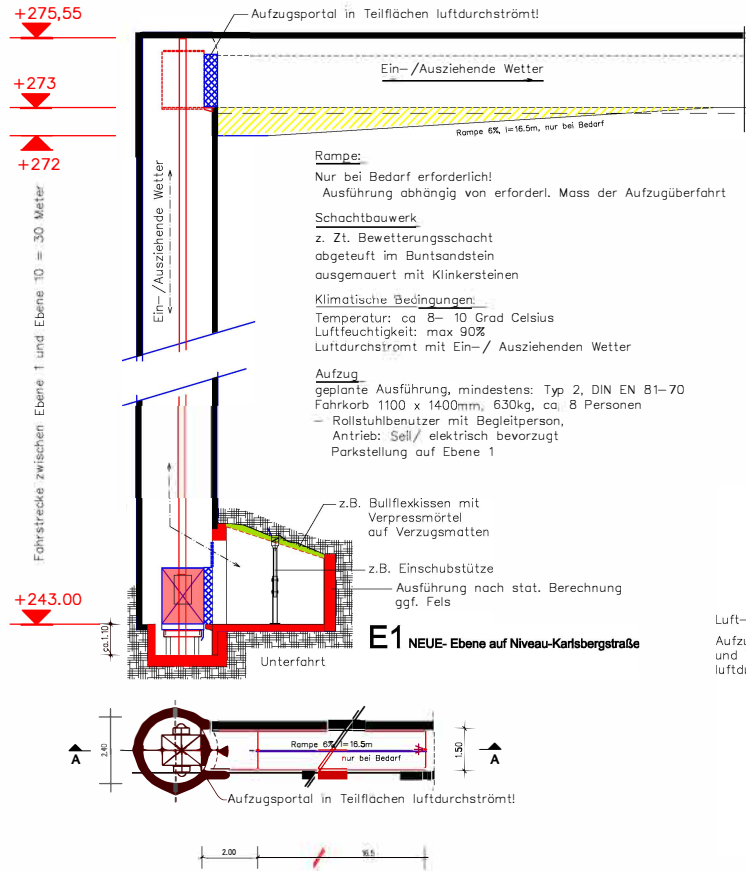 +275,55
Aufzugsportal in Teilflächen luftdurchströmt!
Ein-/Ausziehende Wetter
+273
Rampe 6%, l=16.5m, nur bei Bedarf
+272
Rampe:
Nur bei Bedarf erforderlich!
Ausführung abhängig von erforderl. Mass der Aufzugüberfahrt
Schachtbauwerk
z. Zt. Bewetterungsschacht
abgeteuft im Buntsandstein
ausgemauert mit Klinkersteinen
Klimatische Bedingungen:
Temperatur: ca 8- 10 Grad Celsius
Luftfeuchtigkeit: max 90%
Luftdurchströmt mit Ein-/ Ausziehenden Wetter
Aufzug
geplante Ausführung, mindestens: Typ 2, DIN EN 81-70
Fahrkorb 1100 x 1400mm, 630kg, ca. 8 Personen
- Rollstuhlbenutzer mit Begleitperson,
Antrieb: Seil/ elektrisch bevorzugt
Parkstellung auf Ebene 1
Ein-/Ausziehende Wetter
Fahrstrecke zwischen Ebene 1 und Ebene 10 = 30 Meter
z.B. Bullflexkissen mit
Verpressmörtel
auf Verzugsmatten
z.B. Einschubstütze
Ausführung nach stat. Berechnung
ggf. Fels
+243.00
ca.1.10
Unterfahrt
E1 NEUE- Ebene auf Niveau-Karlsbergstraße
Luft-
Aufzu
und
luftdu
2.40
A
Rampe 6%, l=16.5m
nur bei Bedarf
1.50
A
Aufzugsportal in Teilflächen luftdurchströmt!
2.00
16.5